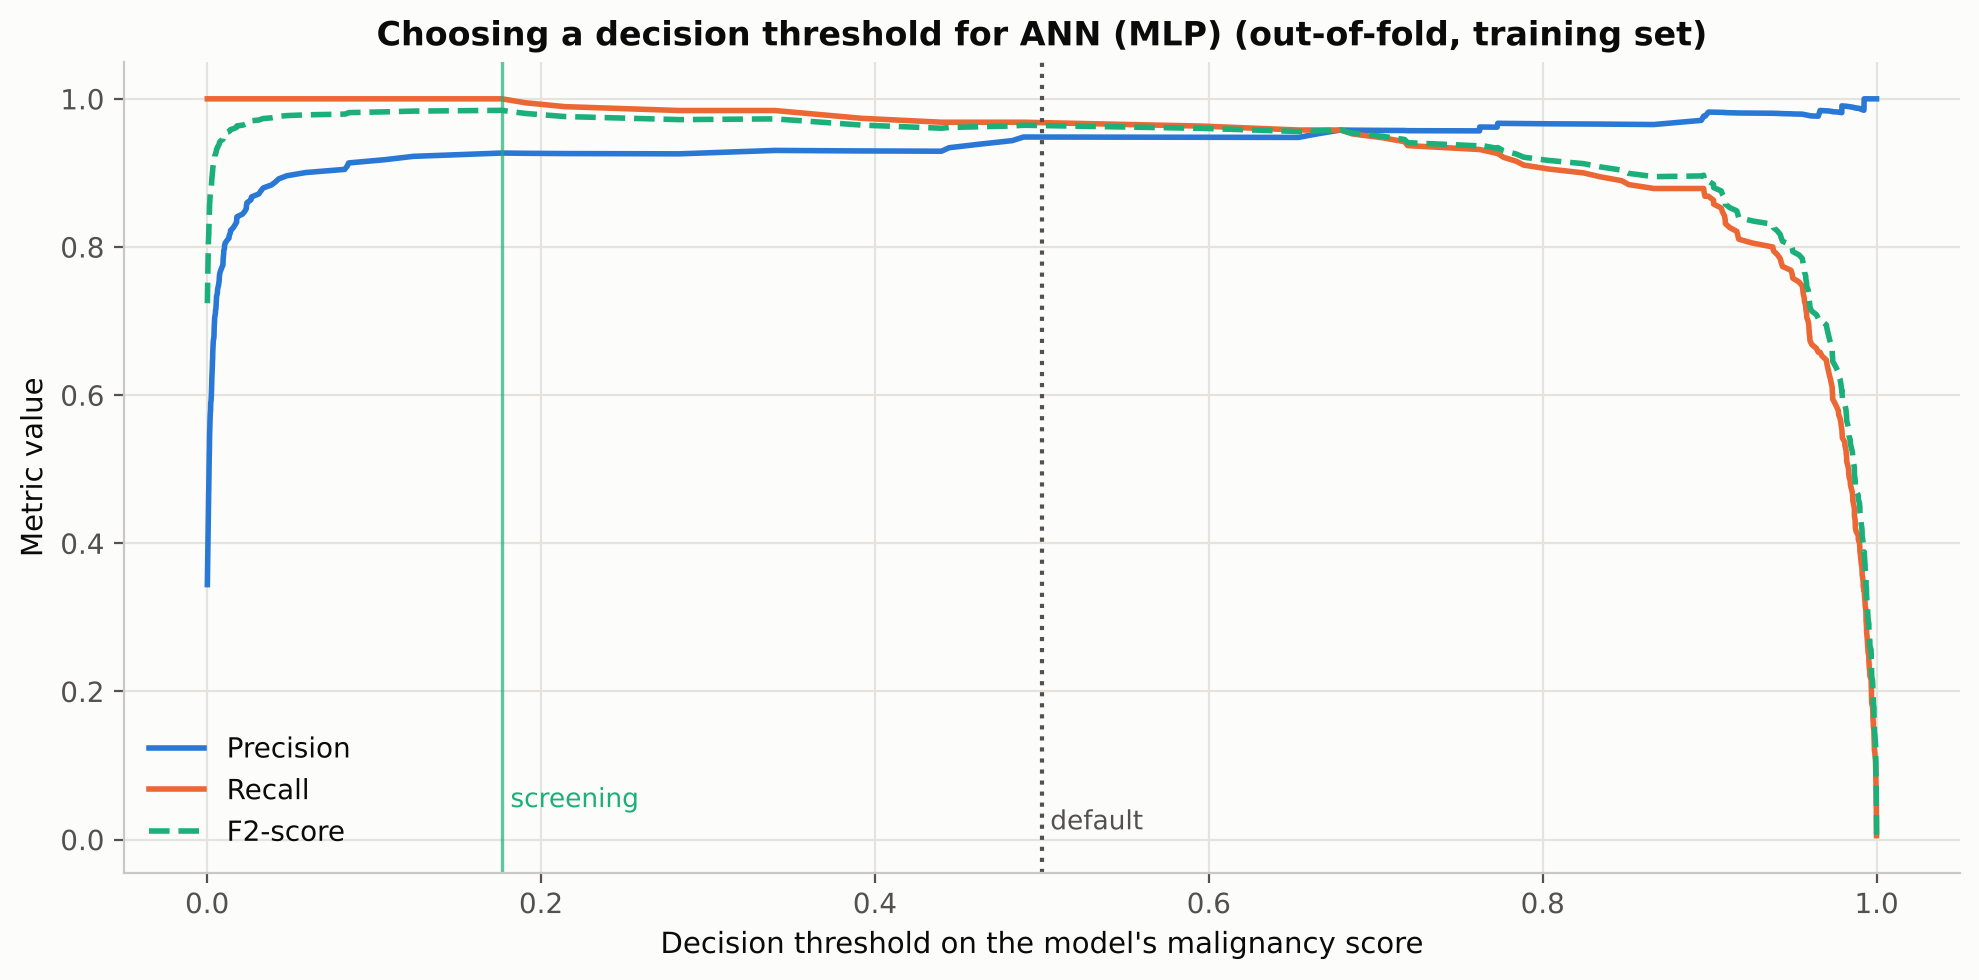 Choosing a decision threshold for ANN (MLP) (out-of-fold, training set)
Metric value
1.0
0.8
0.6
0.4
0.2
0.0
Precision
Recall
F2-score
screening
default
0.0 0.2 0.4 0.6 0.8 1.0
Decision threshold on the model's malignancy score